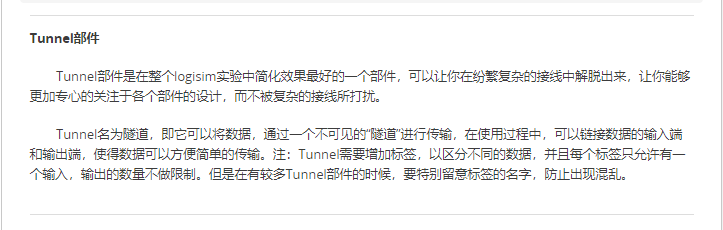 Tunnel部件
Tunnel部件是在整个logisim实验中简化效果最好的一个部件，可以让你在纷繁复杂的接线中解脱出来，让你能够
更加专心的关注于各个部件的设计，而不被复杂的接线所打扰。
Tunnel名为隧道，即它可以将数据，通过一个不可见的“隧道”进行传输，在使用过程中，可以链接数据的输入端
和输出端，使得数据可以方便简单的传输。注：Tunnel需要增加标签，以区分不同的数据，并且每个标签只允许有一
个输入，输出的数量不做限制。但是在有较多Tunnel部件的时候，要特别留意标签的名字，防止出现混乱。